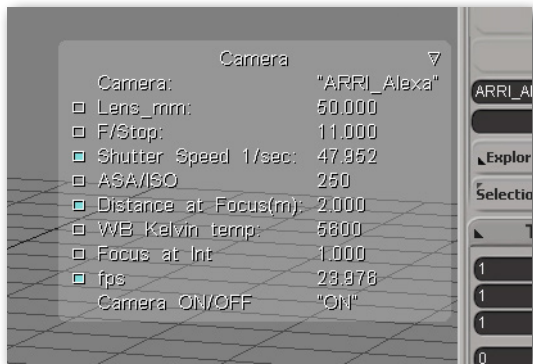 Camera
Camera: "ARRI_Alexa"
Lens_mm: 50.000
F/Stop: 11.000
Shutter Speed 1/sec: 47.952
ASA/ISO 250
Distance at Focus(m): 2.000
WB Kelvin temp: 5600
Focus at Int 1.000
fps 23.976
Camera ON/OFF "ON"
ARRI_Al
Explor
Selectio
T
1
1
1
0